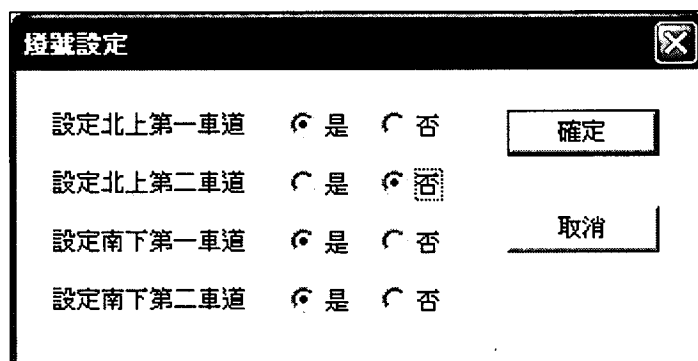 燈號設定
設定北上第一車道 是 否 確定
設定北上第二車道 是 否
設定南下第一車道 是 否 取消
設定南下第二車道 是 否